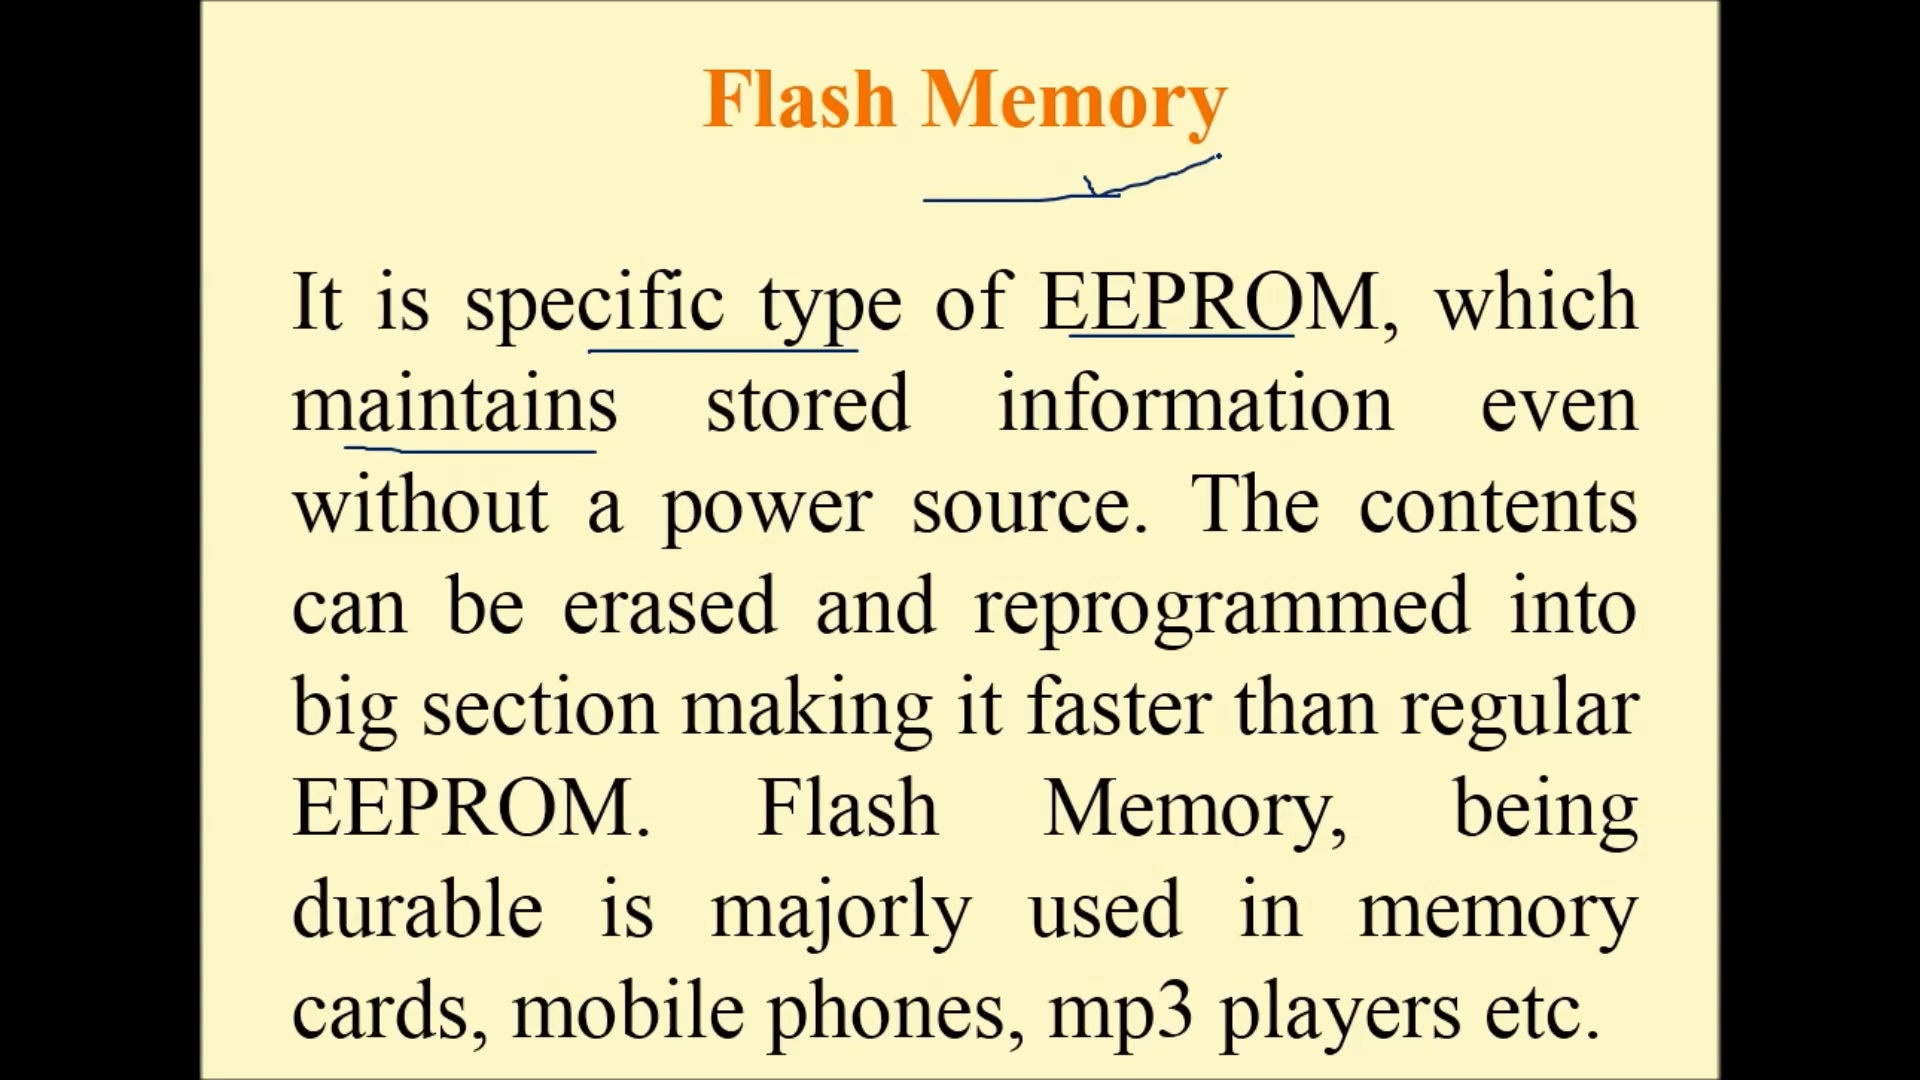 Flash Memory
It is specific type of EEPROM, which
maintains stored information even
without a power source. The contents
can be erased and reprogrammed into
big section making it faster than regular
EEPROM. Flash Memory, being
durable is majorly used in memory
cards, mobile phones, mp3 players etc.